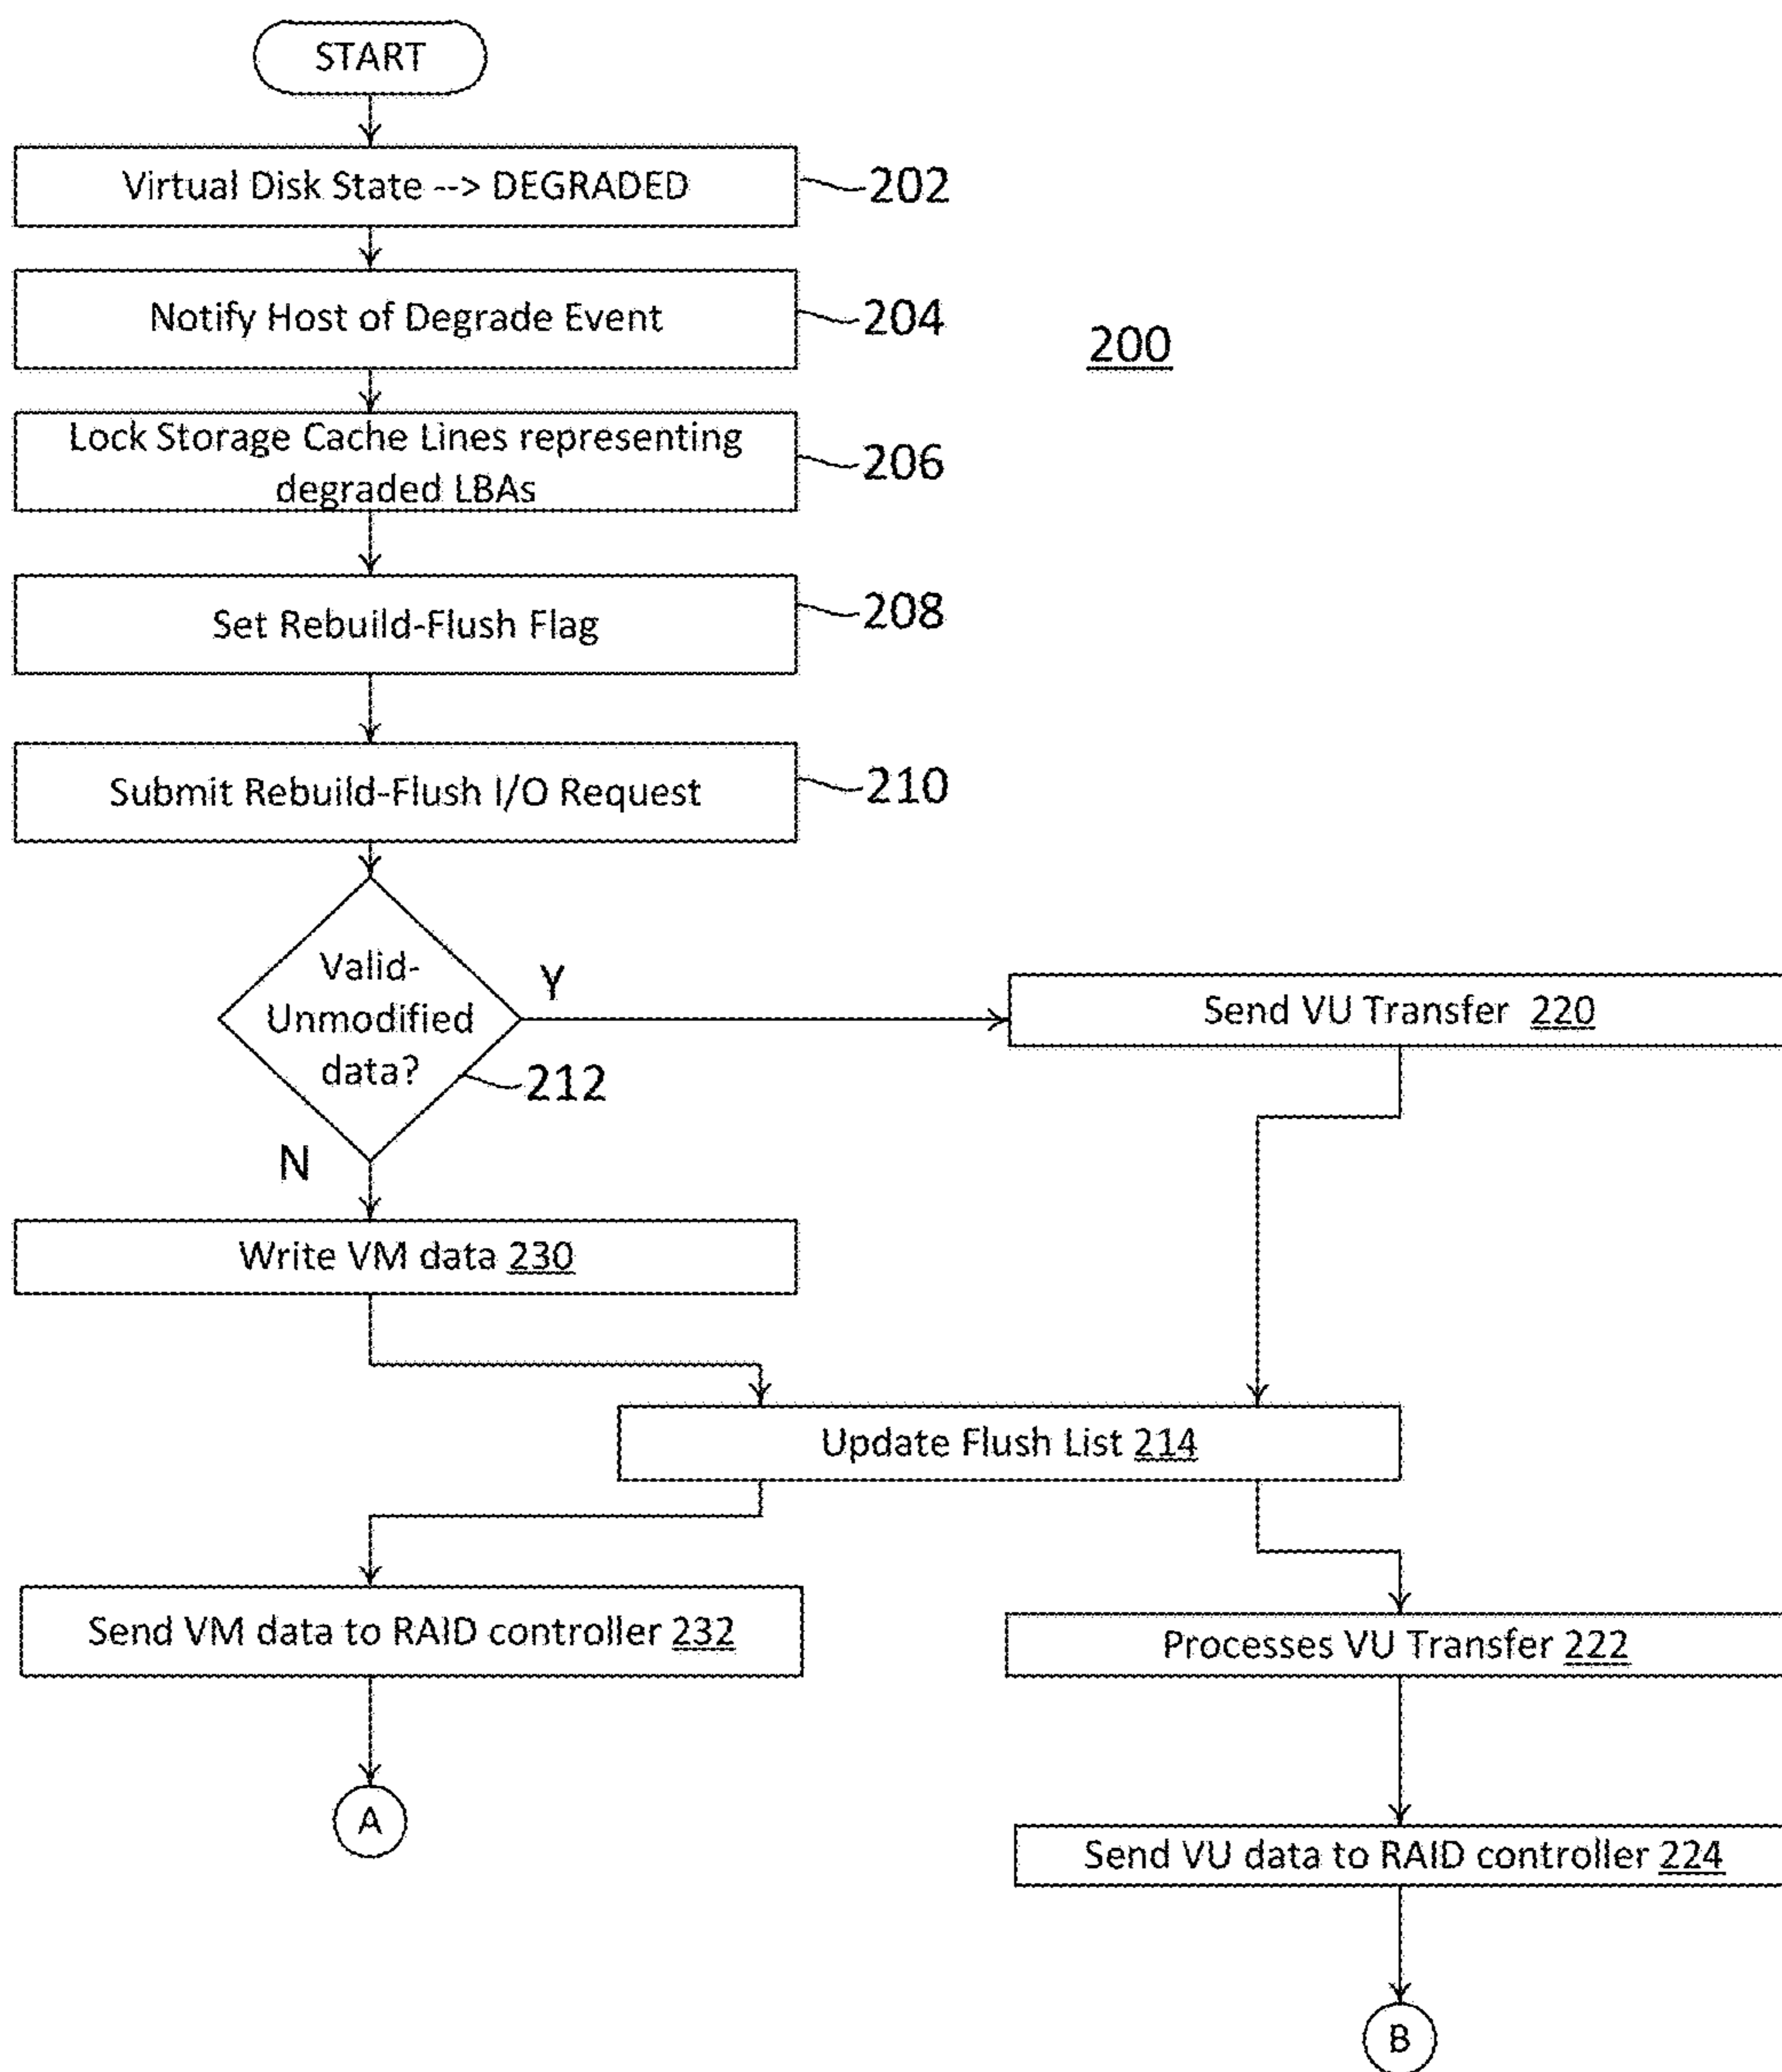 START
Virtual Disk State --> DEGRADED
202
Notify Host of Degrade Event
204
200
Lock Storage Cache Lines representing
degraded LBAs
206
Set Rebuild-Flush Flag
208
Submit Rebuild-Flush I/O Request
210
Valid-
Unmodified
data?
212
Y
N
Send VU Transfer 220
Write VM data 230
Update Flush List 214
Send VM data to RAID controller 232
Processes VU Transfer 222
A
Send VU data to RAID controller 224
B